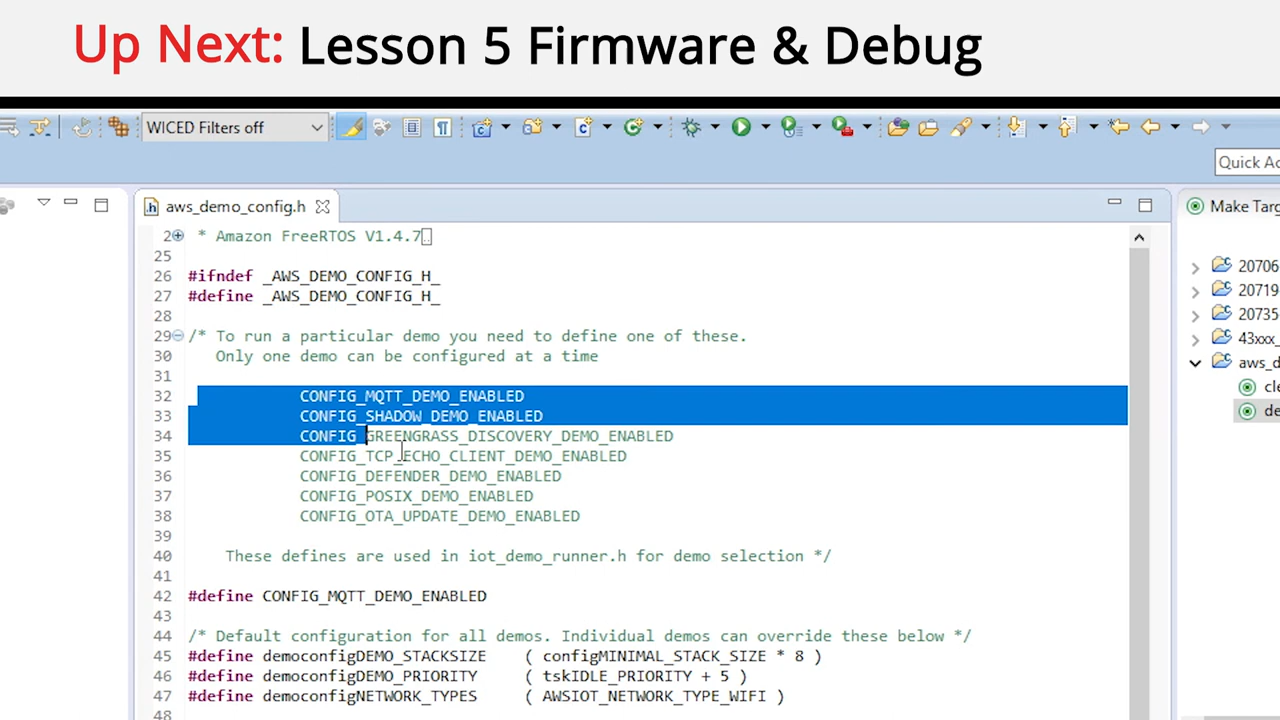 Up Next: Lesson 5 Firmware & Debug
WICED Filters off
Quick Ac
aws_demo_config.h
Make Targ
2 * Amazon FreeRTOS V1.4.7
25
26 #ifndef _AWS_DEMO_CONFIG_H_
27 #define _AWS_DEMO_CONFIG_H_
28
29 /* To run a particular demo you need to define one of these.
30 Only one demo can be configured at a time
31
32 CONFIG_MQTT_DEMO_ENABLED
33 CONFIG_SHADOW_DEMO_ENABLED
34 CONFIG_GREENGRASS_DISCOVERY_DEMO_ENABLED
35 CONFIG_TCP_ECHO_CLIENT_DEMO_ENABLED
36 CONFIG_DEFENDER_DEMO_ENABLED
37 CONFIG_POSIX_DEMO_ENABLED
38 CONFIG_OTA_UPDATE_DEMO_ENABLED
39
40 These defines are used in iot_demo_runner.h for demo selection */
41
42 #define CONFIG_MQTT_DEMO_ENABLED
43
44 /* Default configuration for all demos. Individual demos can override these below */
45 #define democonfigDEMO_STACKSIZE ( configMINIMAL_STACK_SIZE * 8 )
46 #define democonfigDEMO_PRIORITY ( tskIDLE_PRIORITY + 5 )
47 #define democonfigNETWORK_TYPES ( AWSIOT_NETWORK_TYPE_WIFI )
48
20706
20719
20735
43xxx_
aws_d
cle
de